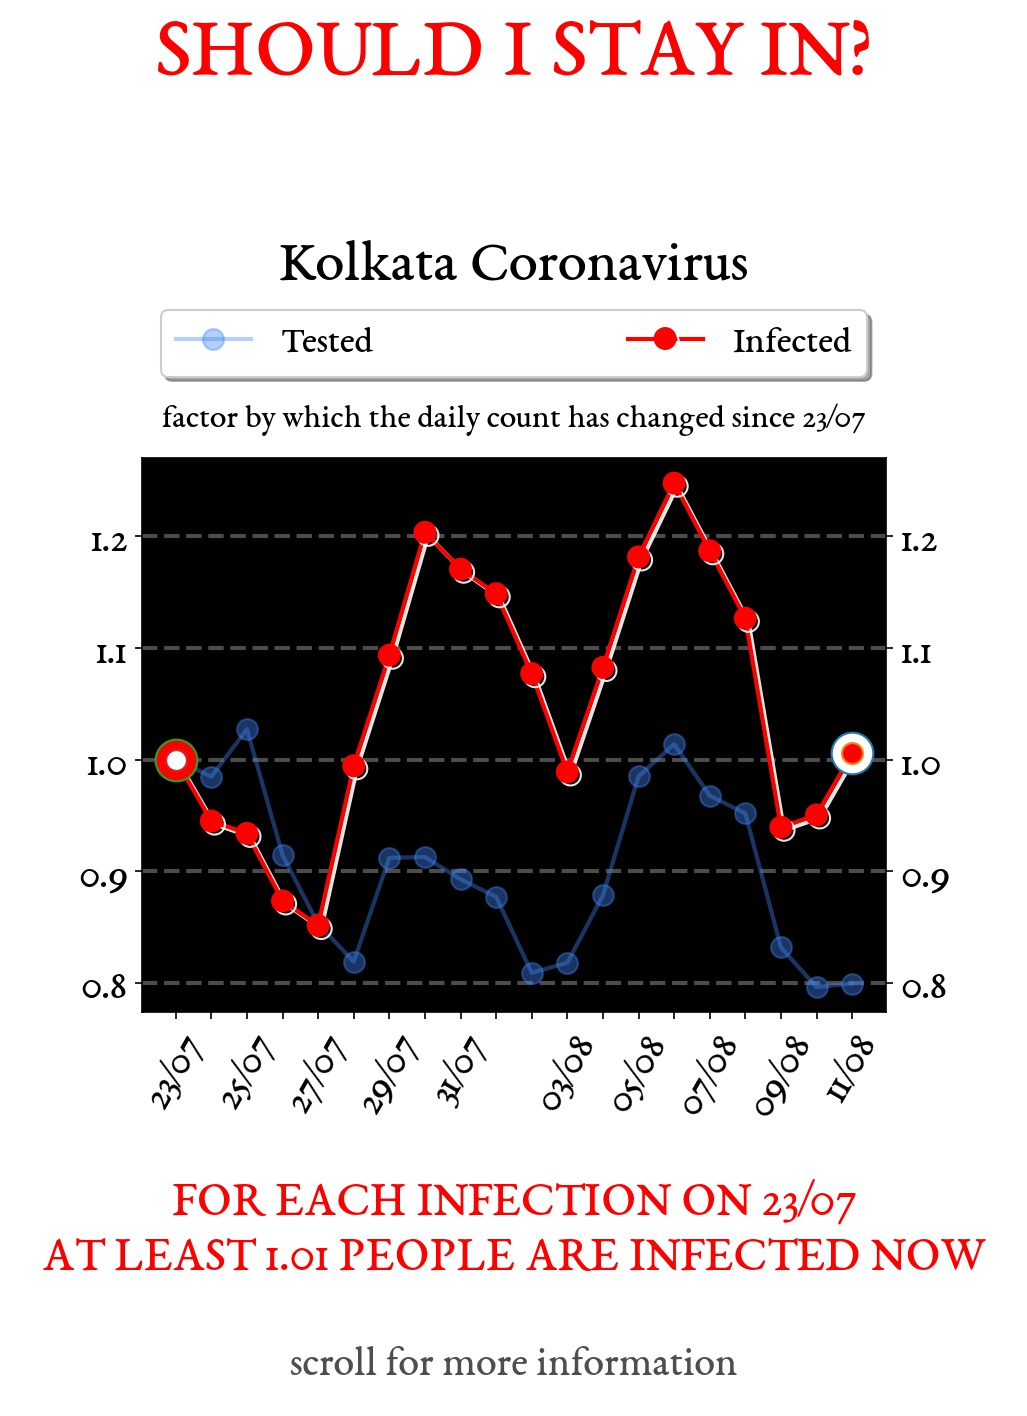 SHOULD I STAY IN?
Kolkata Coronavirus
Tested Infected
factor by which the daily count has changed since 23/07
1.2 1.2
1.1 1.1
1.0 1.0
0.9 0.9
0.8 0.8
23/07 25/07 27/07 29/07 31/07 03/08 05/08 07/08 09/08 11/08
FOR EACH INFECTION ON 23/07
AT LEAST 1.01 PEOPLE ARE INFECTED NOW
scroll for more information